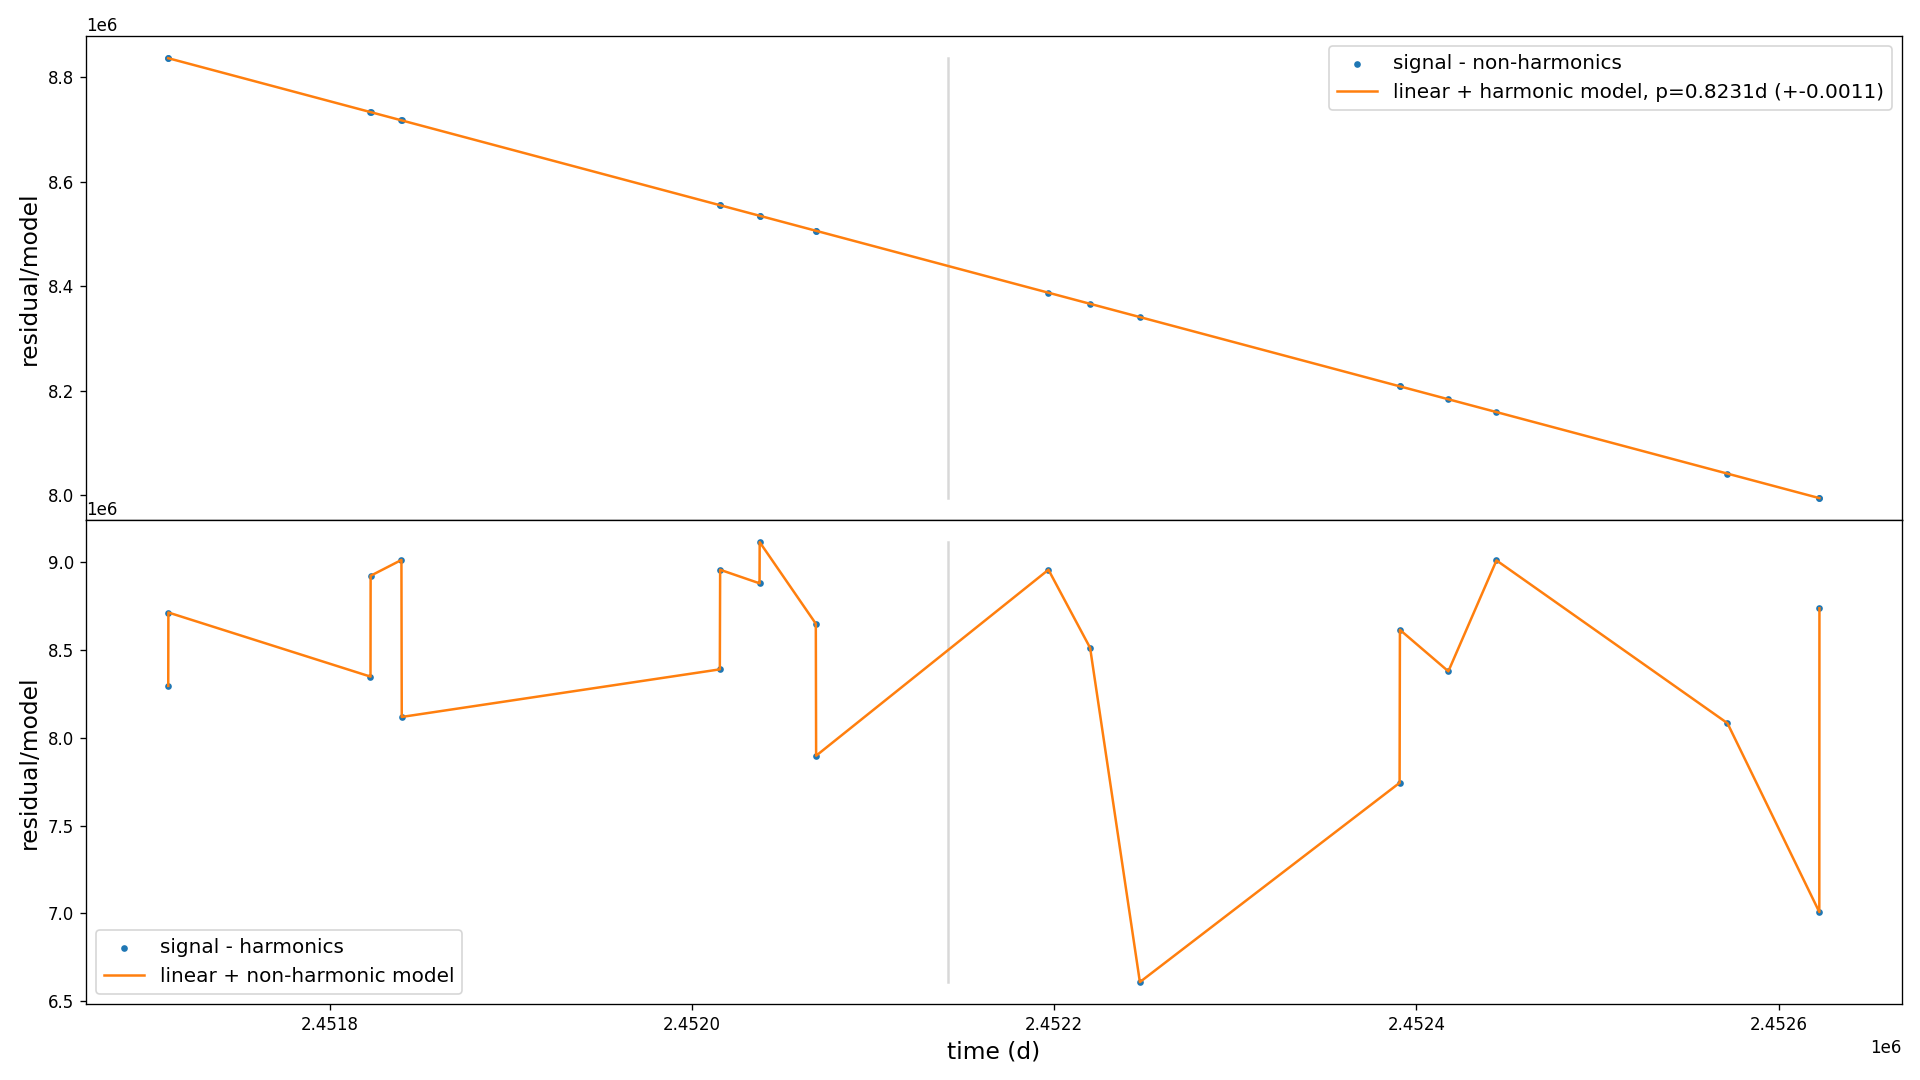 1e6
8.8
8.6
8.4
8.2
8.0
residual/model
signal - non-harmonics
linear + harmonic model, p=0.8231d (+-0.0011)
1e6
9.0
8.5
8.0
7.5
7.0
6.5
residual/model
signal - harmonics
linear + non-harmonic model
2.4518
2.4520
2.4522
2.4524
2.4526
1e6
time (d)